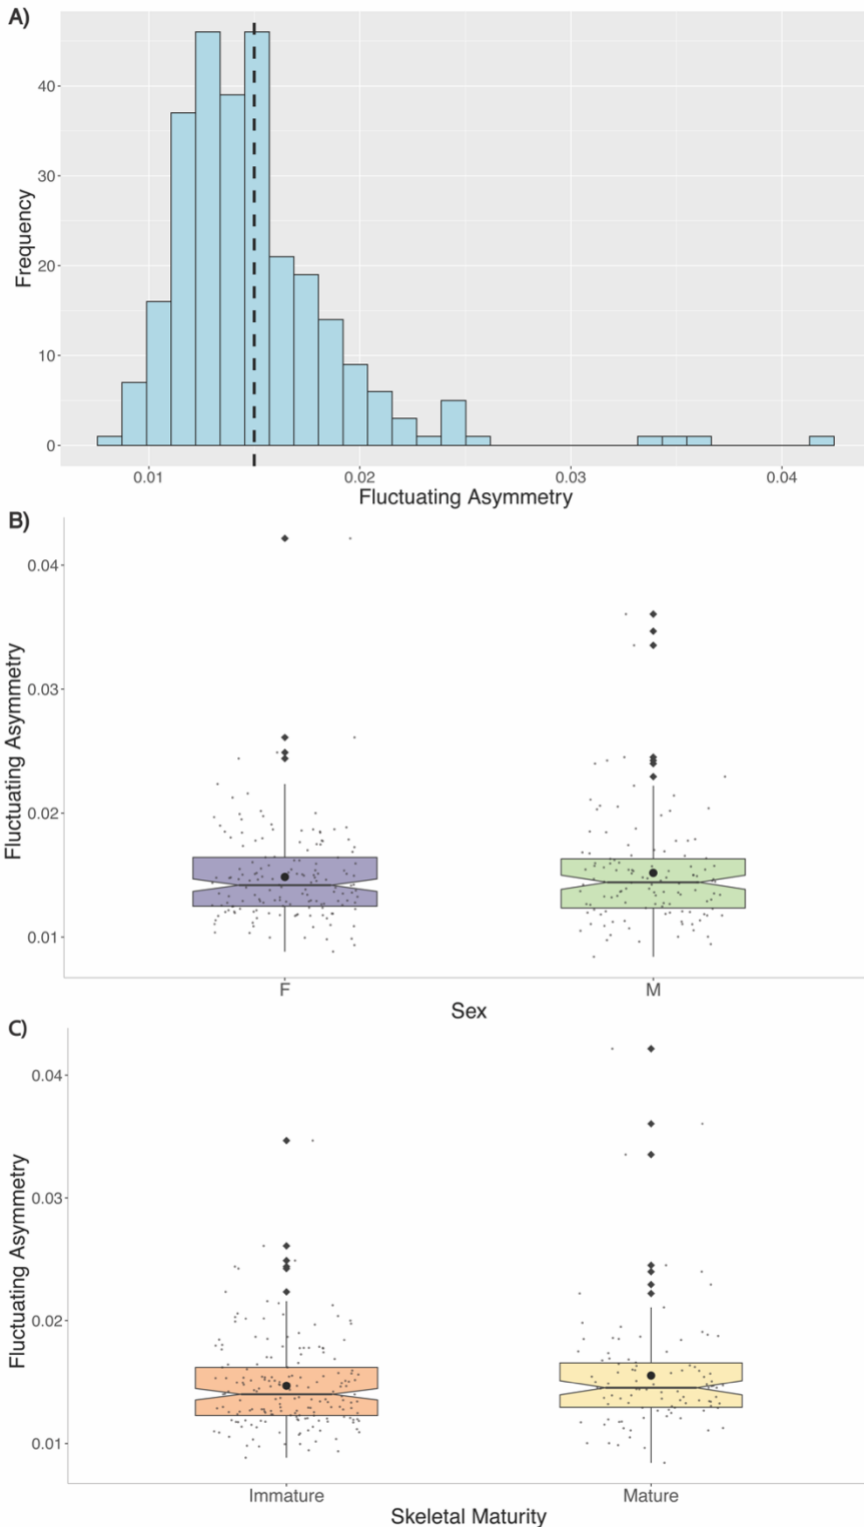 A)
Frequency
40
30
20
10
0
0.01 0.02 0.03 0.04
Fluctuating Asymmetry
B)
Fluctuating Asymmetry
0.04
0.03
0.02
0.01
F M
Sex
C)
Fluctuating Asymmetry
0.04
0.03
0.02
0.01
Immature Mature
Skeletal Maturity